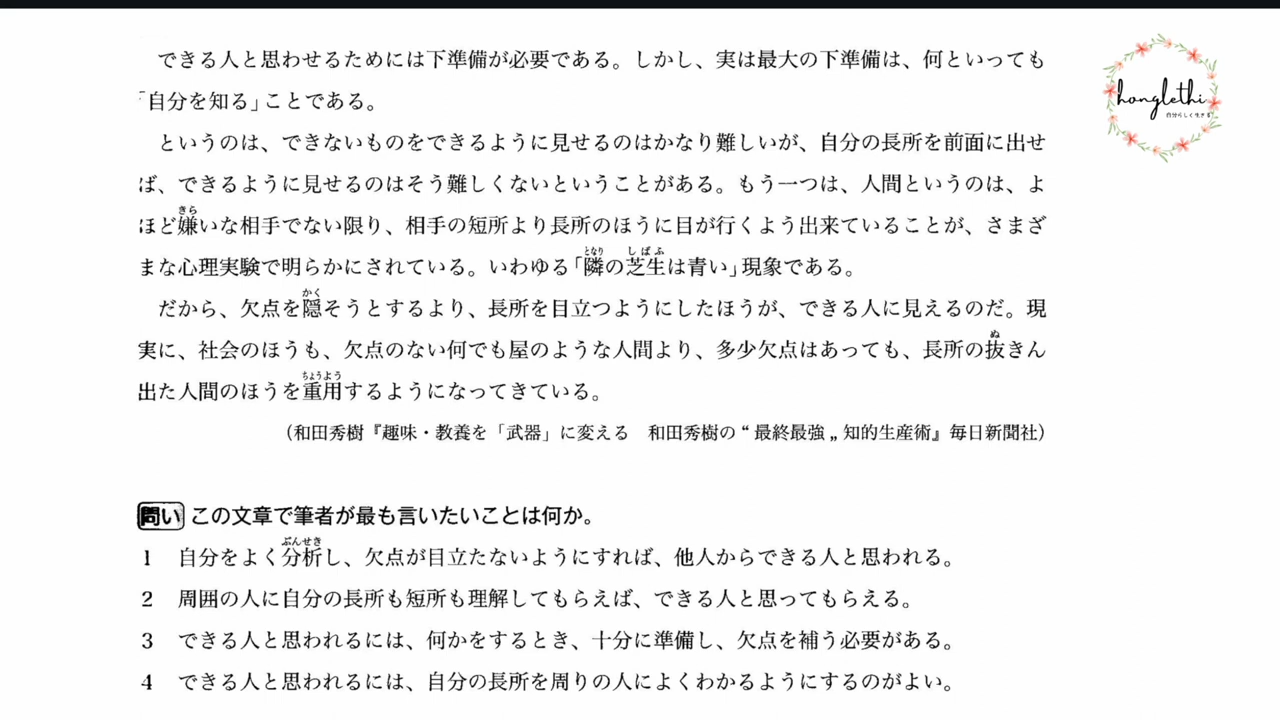 できる人と思わせるためには下準備が必要である。しかし、実は最大の下準備は、何といっても
「自分を知る」ことである。
というのは、できないものをできるように見せるのはかなり難しいが、自分の長所を前面に出せ
ば、できるように見せるのはそう難しくないということがある。もう一つは、人間というのは、よ
ほど嫌いな相手でない限り、相手の短所より長所のほうに目が行くよう出来ていることが、さまざ
まな心理実験で明らかにされている。いわゆる「隣の芝生は青い」現象である。
だから、欠点を隠そうとするより、長所を目立つようにしたほうが、できる人に見えるのだ。現
実に、社会のほうも、欠点のない何でも屋のような人間より、多少欠点はあっても、長所の抜きん
出た人間のほうを重用するようになってきている。
(和田秀樹『趣味・教養を「武器」に変える　和田秀樹の“最終最強„知的生産術』毎日新聞社)
問い この文章で筆者が最も言いたいことは何か。
1　自分をよく分析し、欠点が目立たないようにすれば、他人からできる人と思われる。
2　周囲の人に自分の長所も短所も理解してもらえば、できる人と思ってもらえる。
3　できる人と思われるには、何かをするとき、十分に準備し、欠点を補う必要がある。
4　できる人と思われるには、自分の長所を周りの人によくわかるようにするのがよい。
honglethi
自分らしく生きる